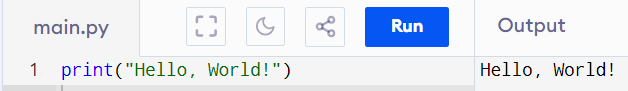 main.py
Run
Output
1 print("Hello, World!")
Hello, World!